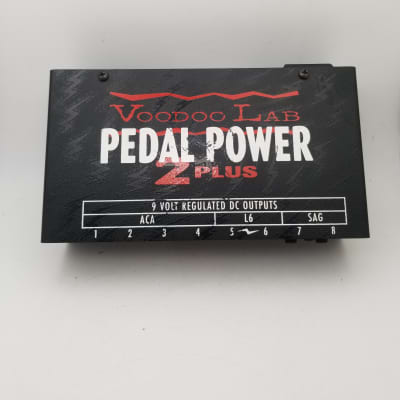 VOODOO LAB
PEDAL POWER
2 PLUS
9 VOLT REGULATED DC OUTPUTS
ACA L6 SAG
1 2 3 4 5 6 7 8